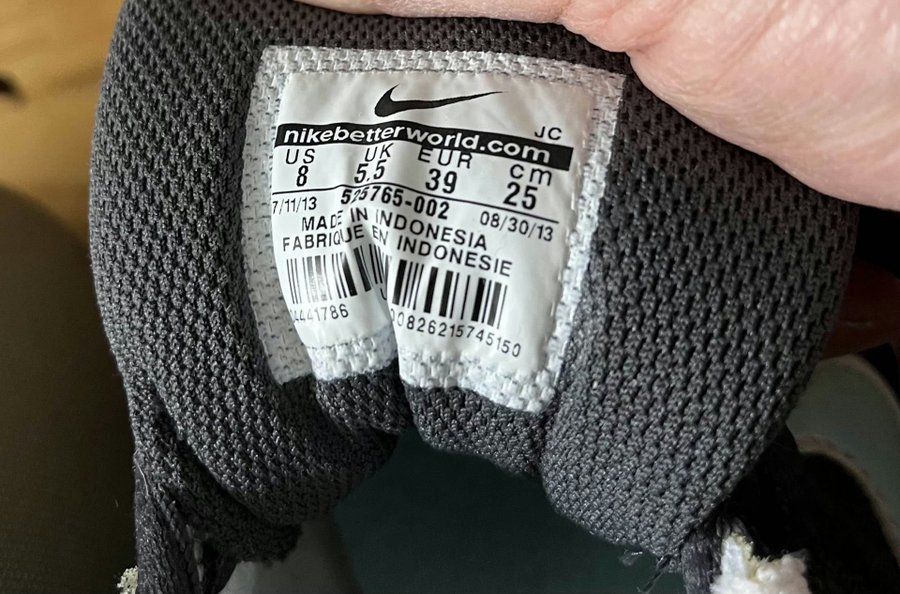 JC
nikebetterworld.com
US UK EUR cm
8 5.5 39 25
7/11/13 525765-002 08/30/13
MADE IN INDONESIA
FABRIQUE EN INDONESIE
4441786 00826215745150